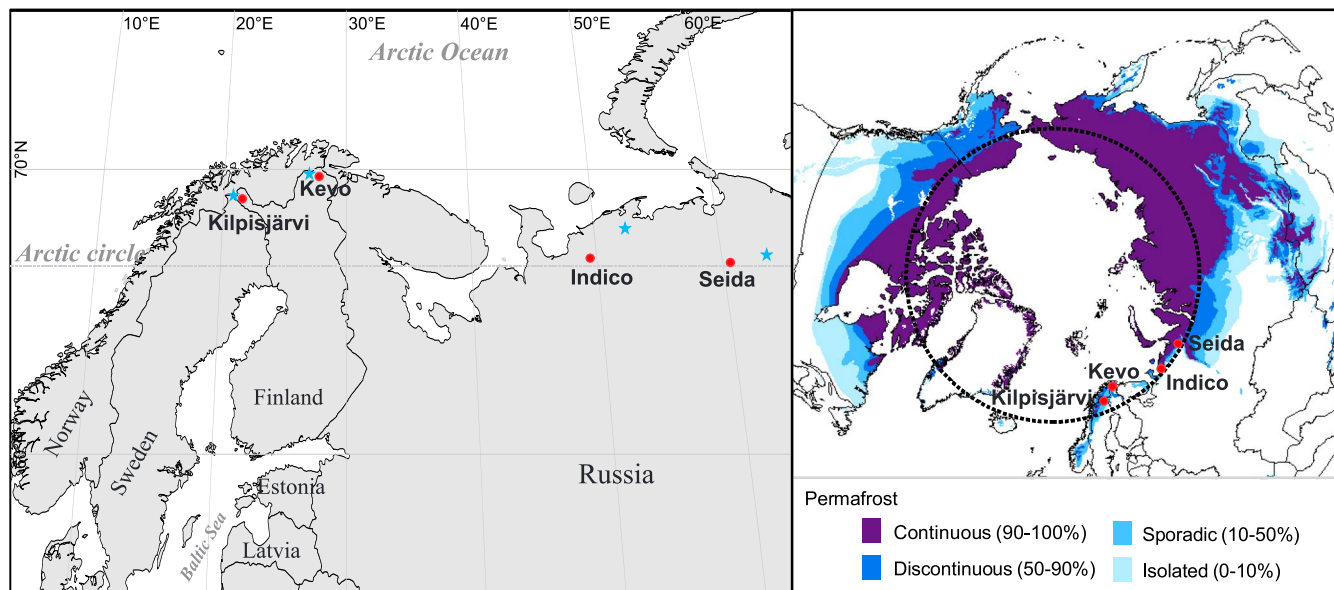 10°E 20°E 30°E 40°E 50°E 60°E
Arctic Ocean
70°N
Kevo
Kilpisjärvi
Arctic circle
Indico
Seida
Finland
Norway
Sweden
60°N
Russia
Estonia
Baltic Sea
Latvia
Seida
Kevo
Indico
Kilpisjärvi
Permafrost
Continuous (90-100%)
Sporadic (10-50%)
Discontinuous (50-90%)
Isolated (0-10%)